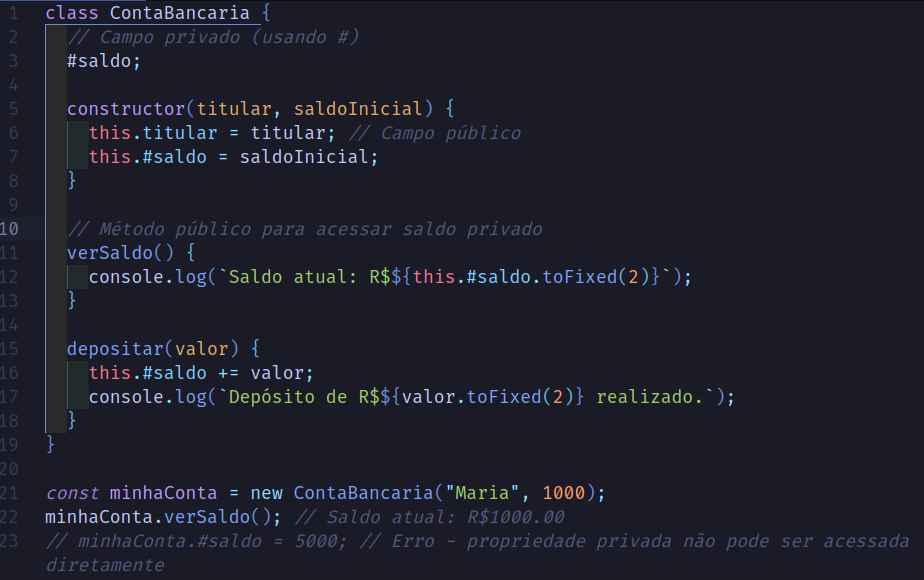 1 class ContaBancaria {
2   // Campo privado (usando #)
3   #saldo;
4
5   constructor(titular, saldoInicial) {
6     this.titular = titular; // Campo público
7     this.#saldo = saldoInicial;
8   }
9
10   // Método público para acessar saldo privado
11   verSaldo() {
12     console.log(`Saldo atual: R$${this.#saldo.toFixed(2)}`);
13   }
14
15   depositar(valor) {
16     this.#saldo += valor;
17     console.log(`Depósito de R$${valor.toFixed(2)} realizado.`);
18   }
19 }
20
21 const minhaConta = new ContaBancaria("Maria", 1000);
22 minhaConta.verSaldo(); // Saldo atual: R$1000.00
23 // minhaConta.#saldo = 5000; // Erro - propriedade privada não pode ser acessada
diretamente